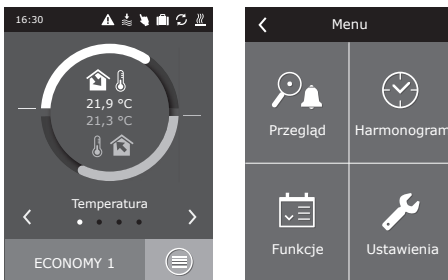 16:30
21,9 °C
21,3 °C
Temperatura
ECONOMY 1
Menu
Przegląd
Harmonogram
Funkcje
Ustawienia